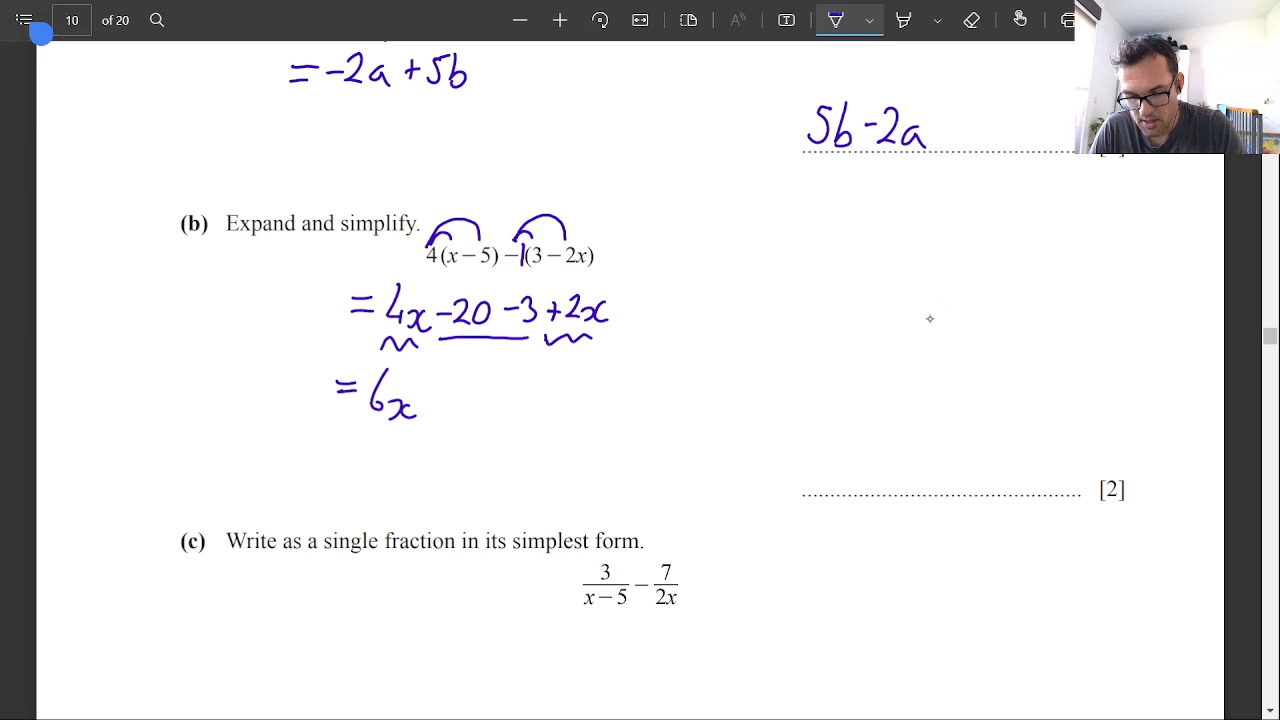 10 of 20
= -2a + 5b
5b - 2a
(b) Expand and simplify.
4(x − 5) − 1(3 − 2x)
= 4x - 20 - 3 + 2x
= 6x
[2]
(c) Write as a single fraction in its simplest form.
3/(x − 5) − 7/2x